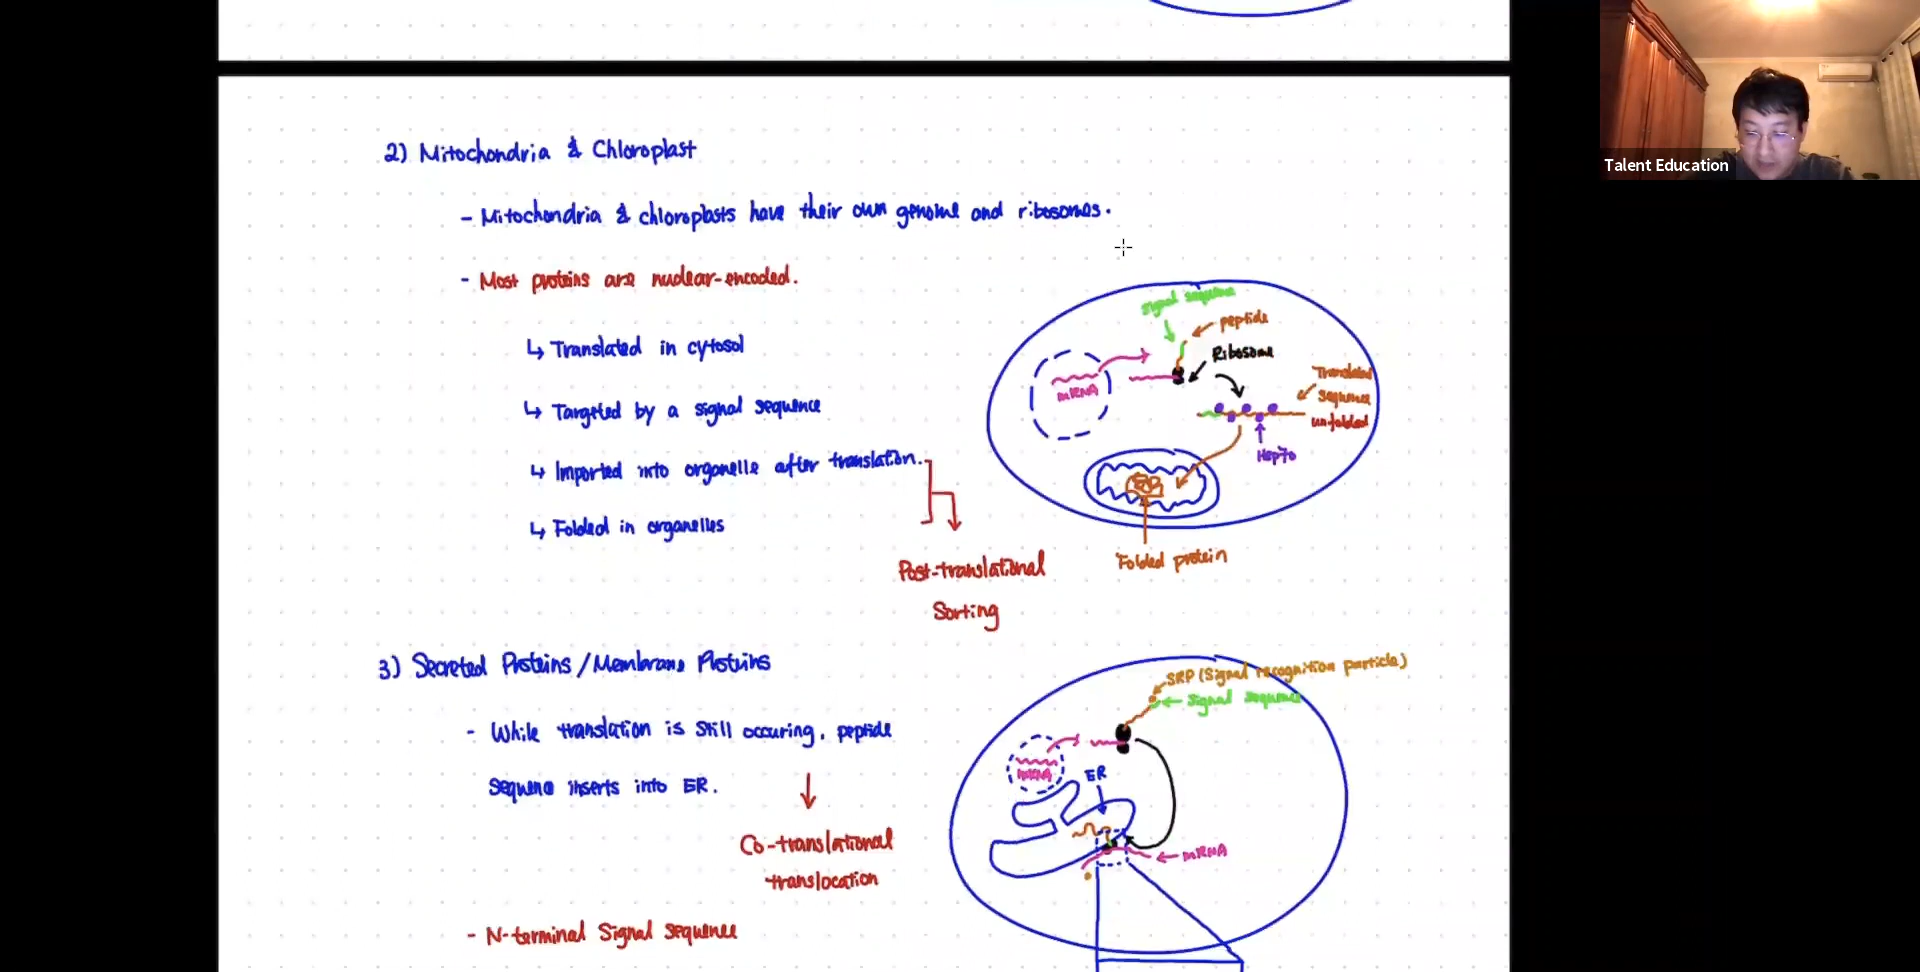 Talent Education
2) Mitochondria & Chloroplast
- Mitochondria & chloroplasts have their own genome and ribosomes.
- Most proteins are nuclear-encoded.
↳ Translated in cytosol
↳ Targeted by a signal sequence
↳ Imported into organelle after translation.
↳ Folded in organelles
Post-translational
Sorting
signal sequence
peptide
Ribosome
mRNA
Translated
sequence
unfolded
Hsp70
Folded protein
3) Secreted Proteins/Membrane Proteins
- While translation is still occuring, peptide
sequence inserts into ER.
Co-translational
translocation
- N-terminal Signal sequence
SRP (Signal recognition particle)
signal sequence
mRNA
ER
mRNA